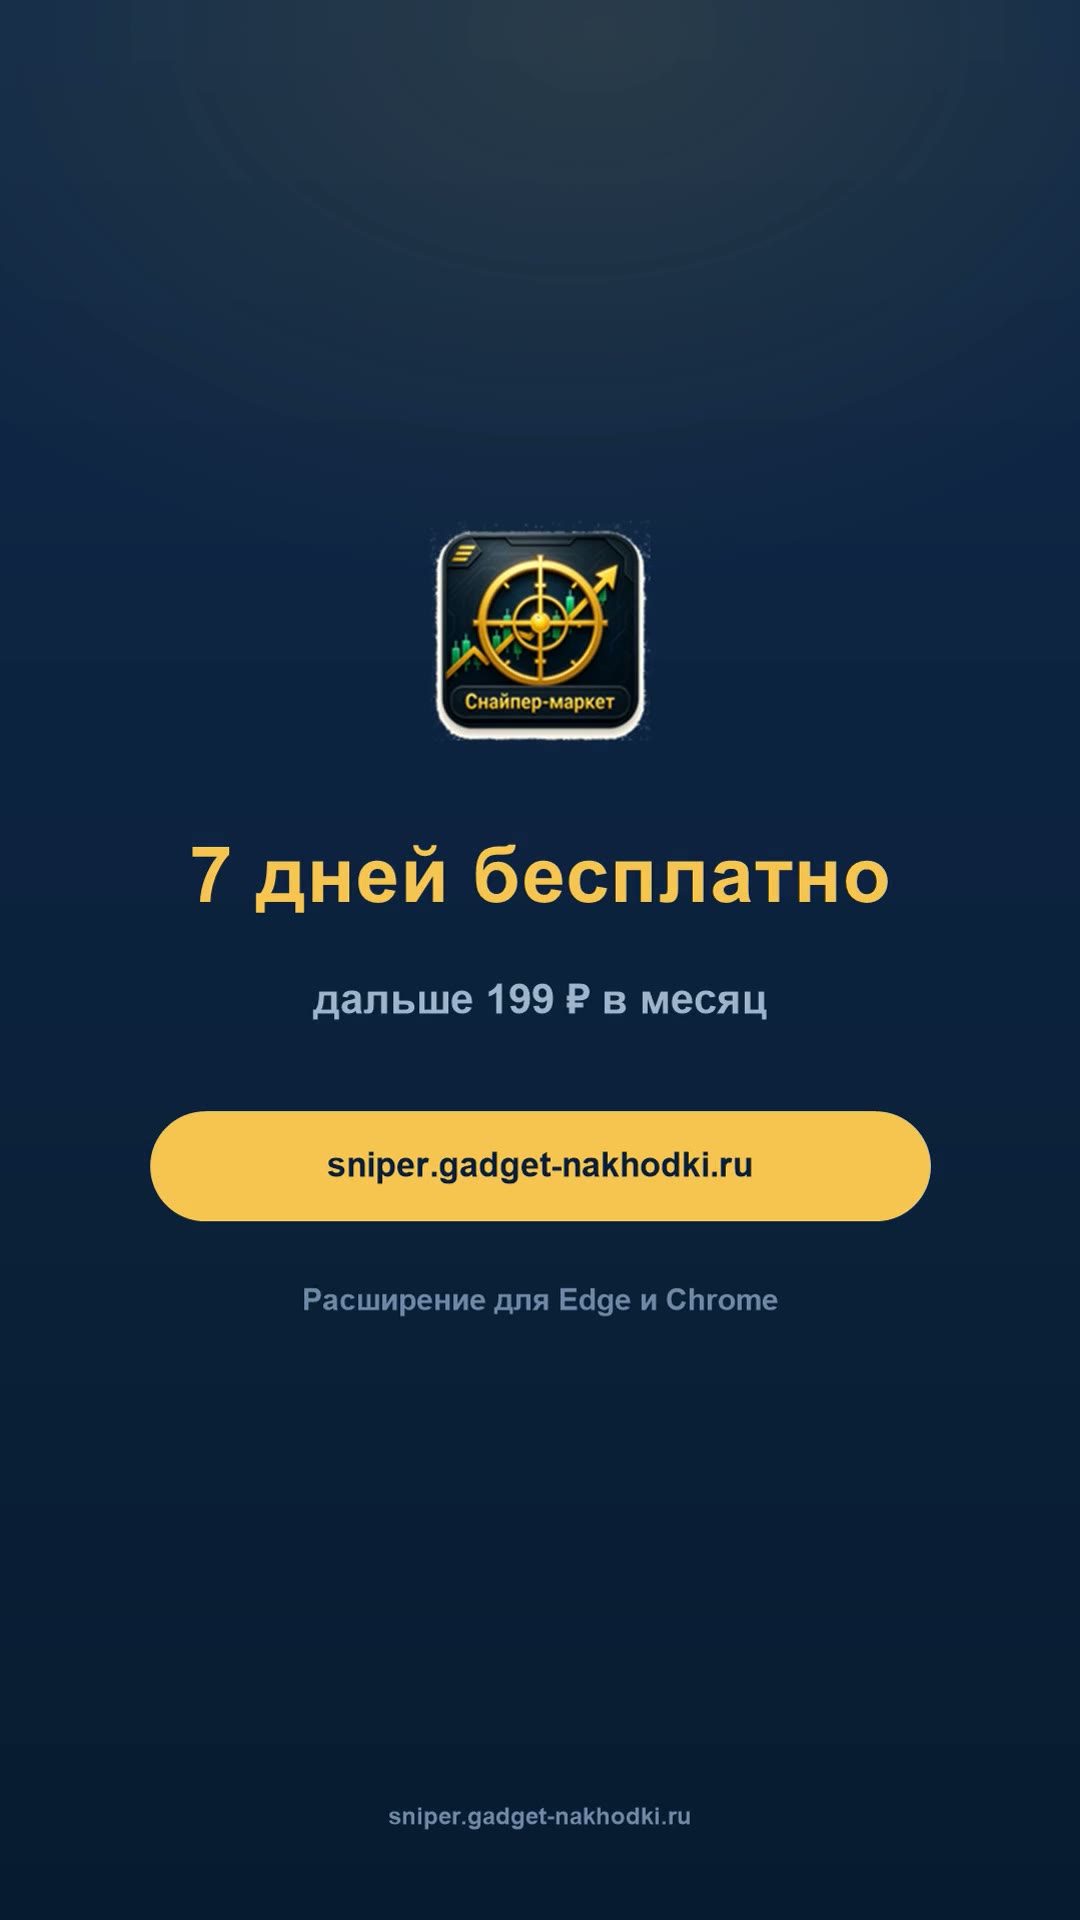 Снайпер-маркет
7 дней бесплатно
дальше 199 ₽ в месяц
sniper.gadget-nakhodki.ru
Расширение для Edge и Chrome
sniper.gadget-nakhodki.ru